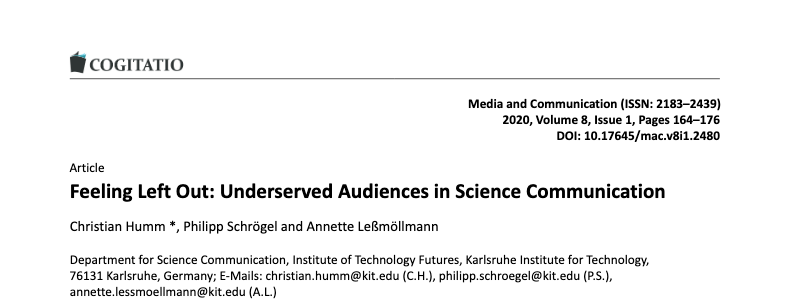 COGITATIO
Media and Communication (ISSN: 2183–2439)
2020, Volume 8, Issue 1, Pages 164–176
DOI: 10.17645/mac.v8i1.2480
Article
Feeling Left Out: Underserved Audiences in Science Communication
Christian Humm *, Philipp Schrögel and Annette Leßmöllmann
Department for Science Communication, Institute of Technology Futures, Karlsruhe Institute for Technology,
76131 Karlsruhe, Germany; E-Mails: christian.humm@kit.edu (C.H.), philipp.schroegel@kit.edu (P.S.),
annette.lessmoellmann@kit.edu (A.L.)